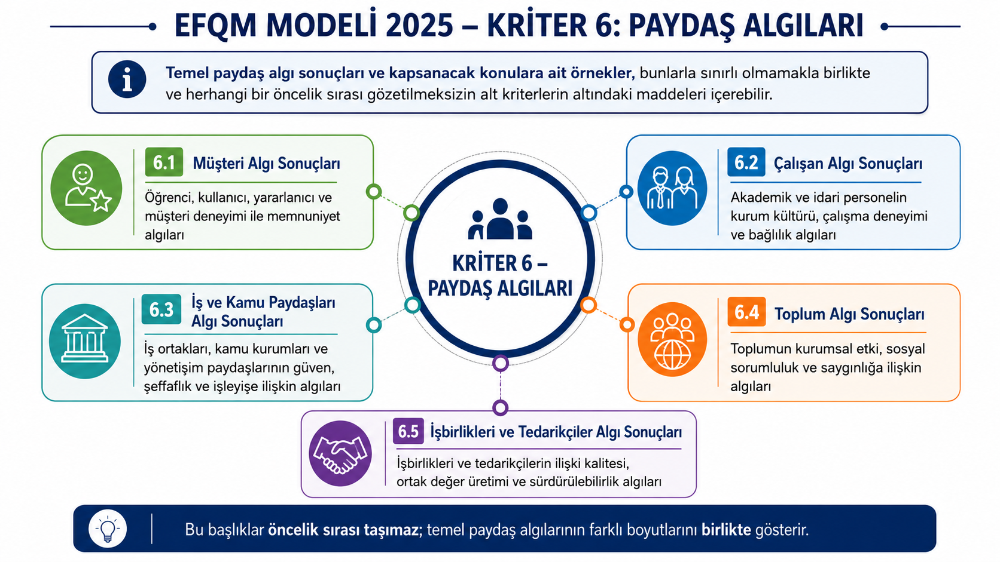 EFQM MODELİ 2025 – KRİTER 6: PAYDAŞ ALGILARI
Temel paydaş algı sonuçları ve kapsanacak konulara ait örnekler, bunlarla sınırlı olmamakla birlikte
ve herhangi bir öncelik sırası gözetilmeksizin alt kriterlerin altındaki maddeleri içerebilir.
6.1 Müşteri Algı Sonuçları
Öğrenci, kullanıcı, yararlanıcı ve
müşteri deneyimi ile memnuniyet
algıları
6.2 Çalışan Algı Sonuçları
Akademik ve idari personelin
kurum kültürü, çalışma deneyimi
ve bağlılık algıları
KRİTER 6 –
PAYDAŞ ALGILARI
6.3 İş ve Kamu Paydaşları
Algı Sonuçları
İş ortakları, kamu kurumları ve
yönetişim paydaşlarının güven,
şeffaflık ve işleyişe ilişkin algıları
6.4 Toplum Algı Sonuçları
Toplumun kurumsal etki, sosyal
sorumluluk ve saygınlığa ilişkin
algıları
6.5 İşbirlikleri ve Tedarikçiler Algı Sonuçları
İşbirlikleri ve tedarikçilerin ilişki kalitesi,
ortak değer üretimi ve sürdürülebilirlik algıları
Bu başlıklar öncelik sırası taşımaz; temel paydaş algılarının farklı boyutlarını birlikte gösterir.